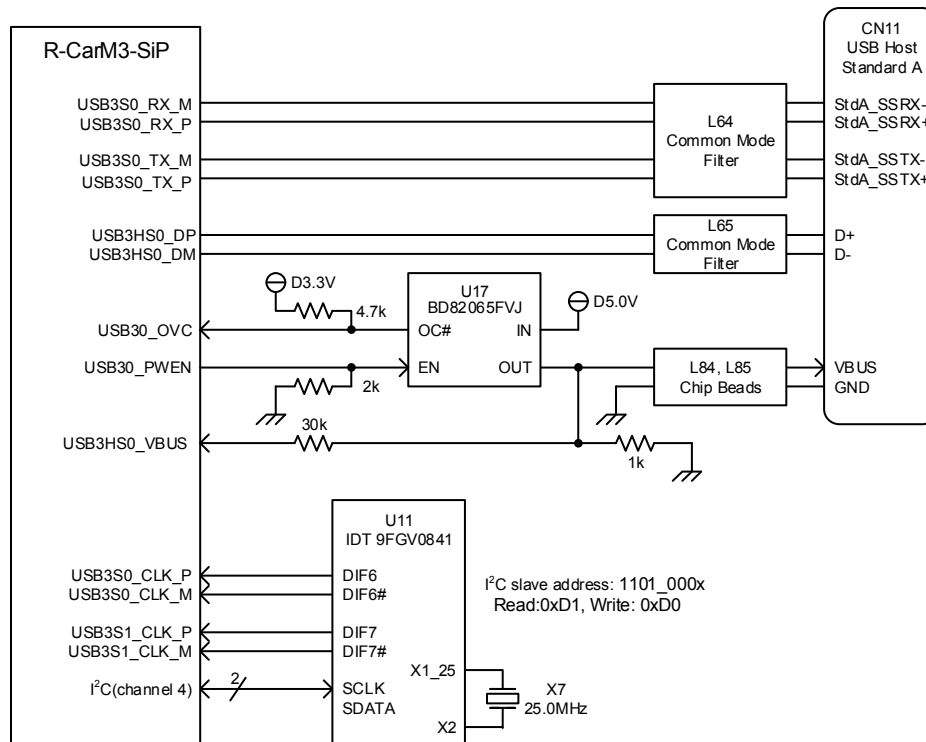 R-CarM3-SiP
CN11
USB Host
Standard A
USB3S0_RX_M
USB3S0_RX_P
USB3S0_TX_M
USB3S0_TX_P
L64
Common Mode
Filter
StdA_SSRX-
StdA_SSRX+
StdA_SSTX-
StdA_SSTX+
USB3HS0_DP
USB3HS0_DM
L65
Common Mode
Filter
D+
D-
D3.3V
4.7k
U17
BD82065FVJ
D5.0V
USB30_OVC
OC#
IN
USB30_PWEN
EN
OUT
2k
L84, L85
Chip Beads
VBUS
GND
USB3HS0_VBUS
30k
1k
U11
IDT 9FGV0841
USB3S0_CLK_P
USB3S0_CLK_M
DIF6
DIF6#
I²C slave address: 1101_000x
Read:0xD1, Write: 0xD0
USB3S1_CLK_P
USB3S1_CLK_M
DIF7
DIF7#
I²C(channel 4)
2
SCLK
SDATA
X1_25
X2
X7
25.0MHz